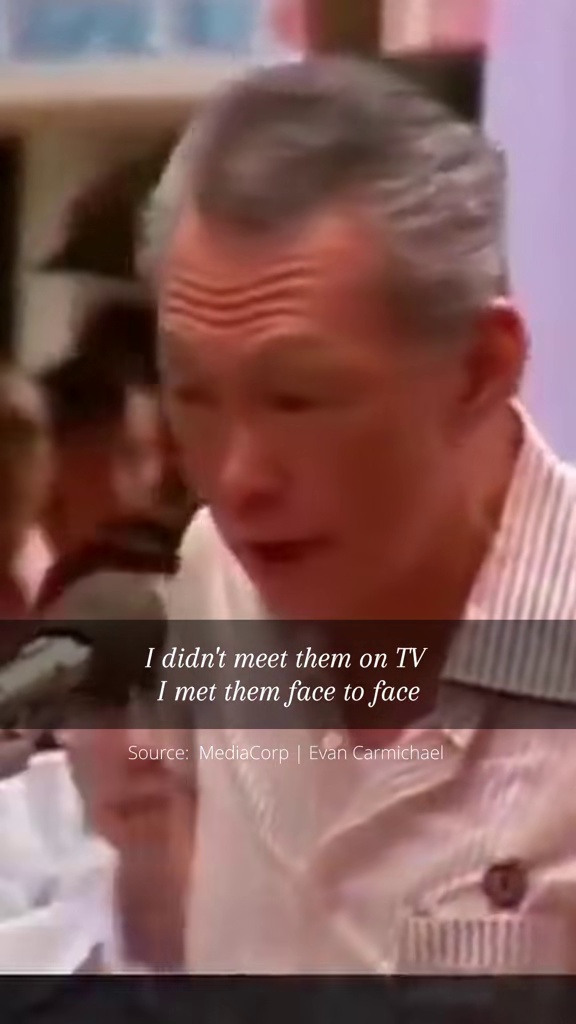 I didn't meet them on TV
I met them face to face
Source: MediaCorp | Evan Carmichael